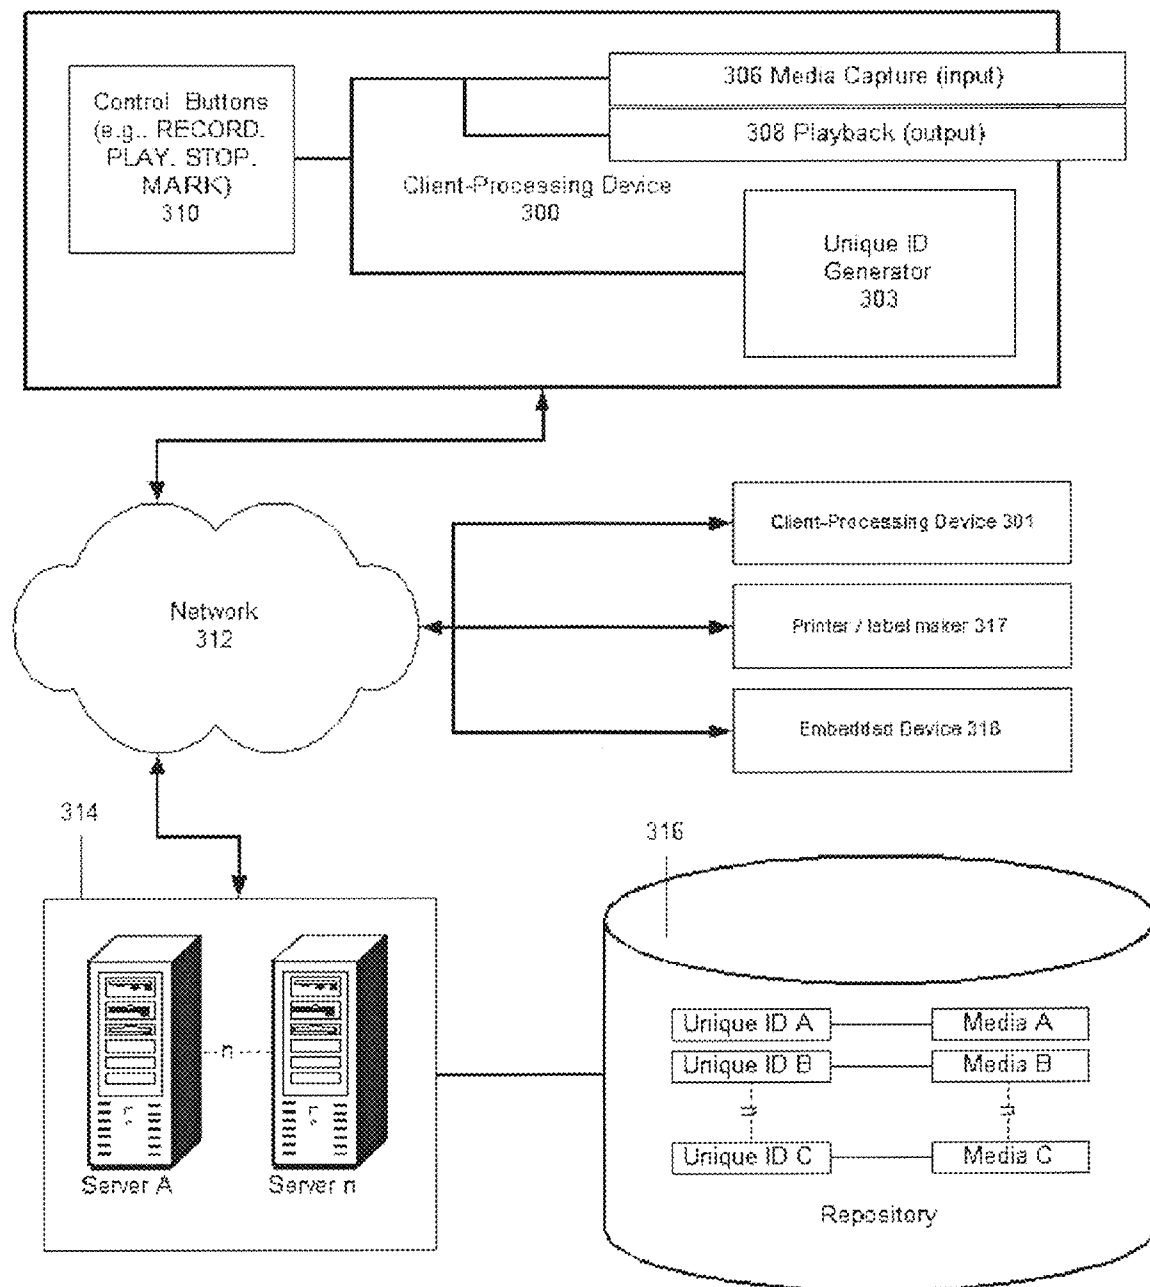 306 Media Capture (input)
308 Playback (output)
Control Buttons
(e.g., RECORD,
PLAY, STOP,
MARK)
310
Client-Processing Device
300
Unique ID
Generator
303
Client-Processing Device 301
Network
312
Printer / label maker 317
Embedded Device 318
314
316
Unique ID A
Media A
Unique ID B
Media B
n
Unique ID C
Media C
Server A
Server n
Repository